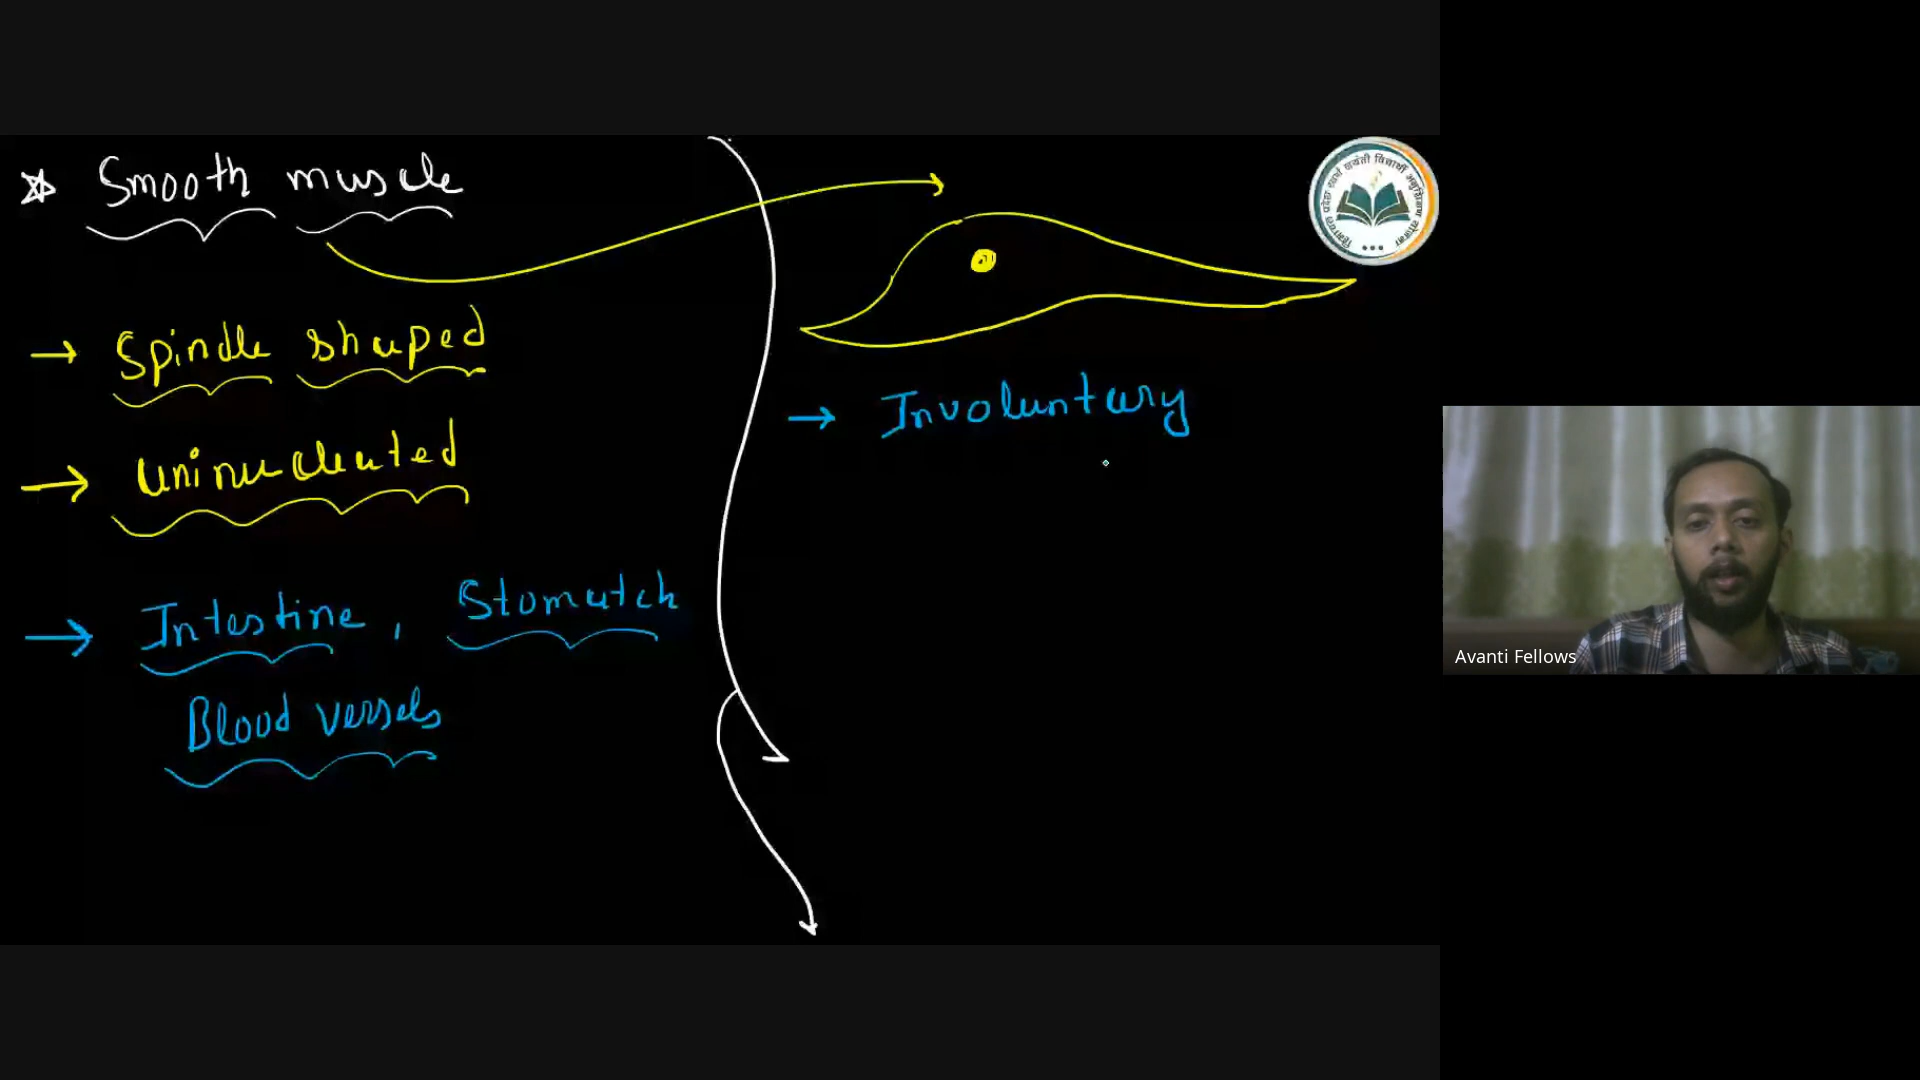 Smooth muscle
→ Spindle shaped
→ Uninucleated
→ Intestine, Stomatch
Blood vessels
→ Involuntary
Avanti Fellows